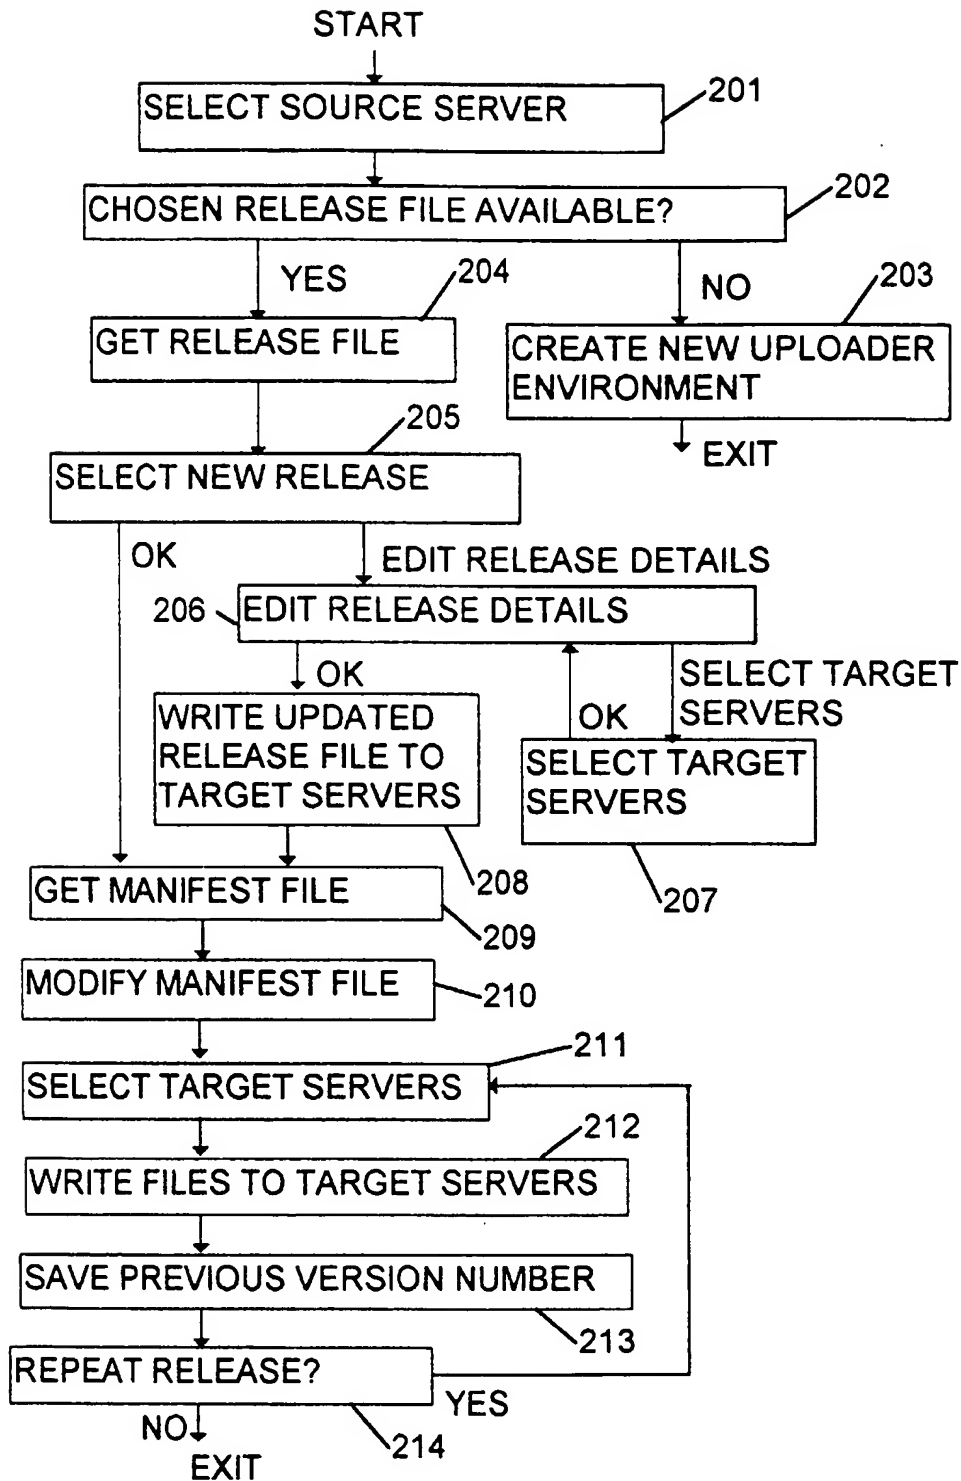 START
SELECT SOURCE SERVER
201
CHOSEN RELEASE FILE AVAILABLE?
202
YES
204
NO
203
GET RELEASE FILE
CREATE NEW UPLOADER
ENVIRONMENT
205
EXIT
SELECT NEW RELEASE
OK
EDIT RELEASE DETAILS
206
EDIT RELEASE DETAILS
OK
SELECT TARGET
SERVERS
OK
WRITE UPDATED
RELEASE FILE TO
TARGET SERVERS
SELECT TARGET
SERVERS
208
207
GET MANIFEST FILE
209
MODIFY MANIFEST FILE
210
211
SELECT TARGET SERVERS
212
WRITE FILES TO TARGET SERVERS
SAVE PREVIOUS VERSION NUMBER
213
REPEAT RELEASE?
YES
NO
214
EXIT